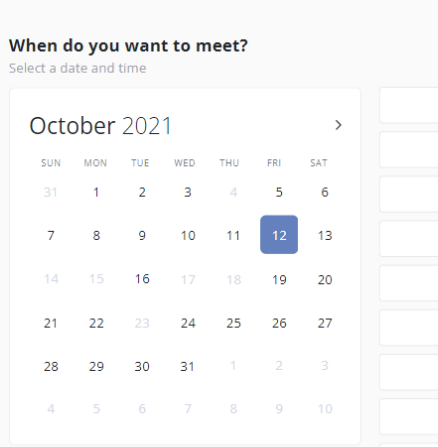 When do you want to meet?
Select a date and time
October 2021
SUN MON TUE WED THU FRI SAT
31 1 2 3 4 5 6
7 8 9 10 11 12 13
14 15 16 17 18 19 20
21 22 23 24 25 26 27
28 29 30 31 1 2 3
4 5 6 7 8 9 10